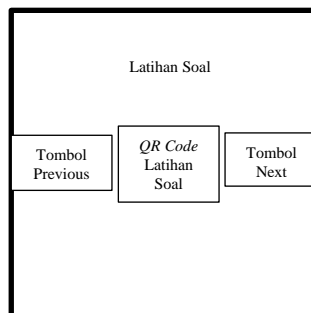 Latihan Soal
Tombol
Previous
QR Code
Latihan
Soal
Tombol
Next